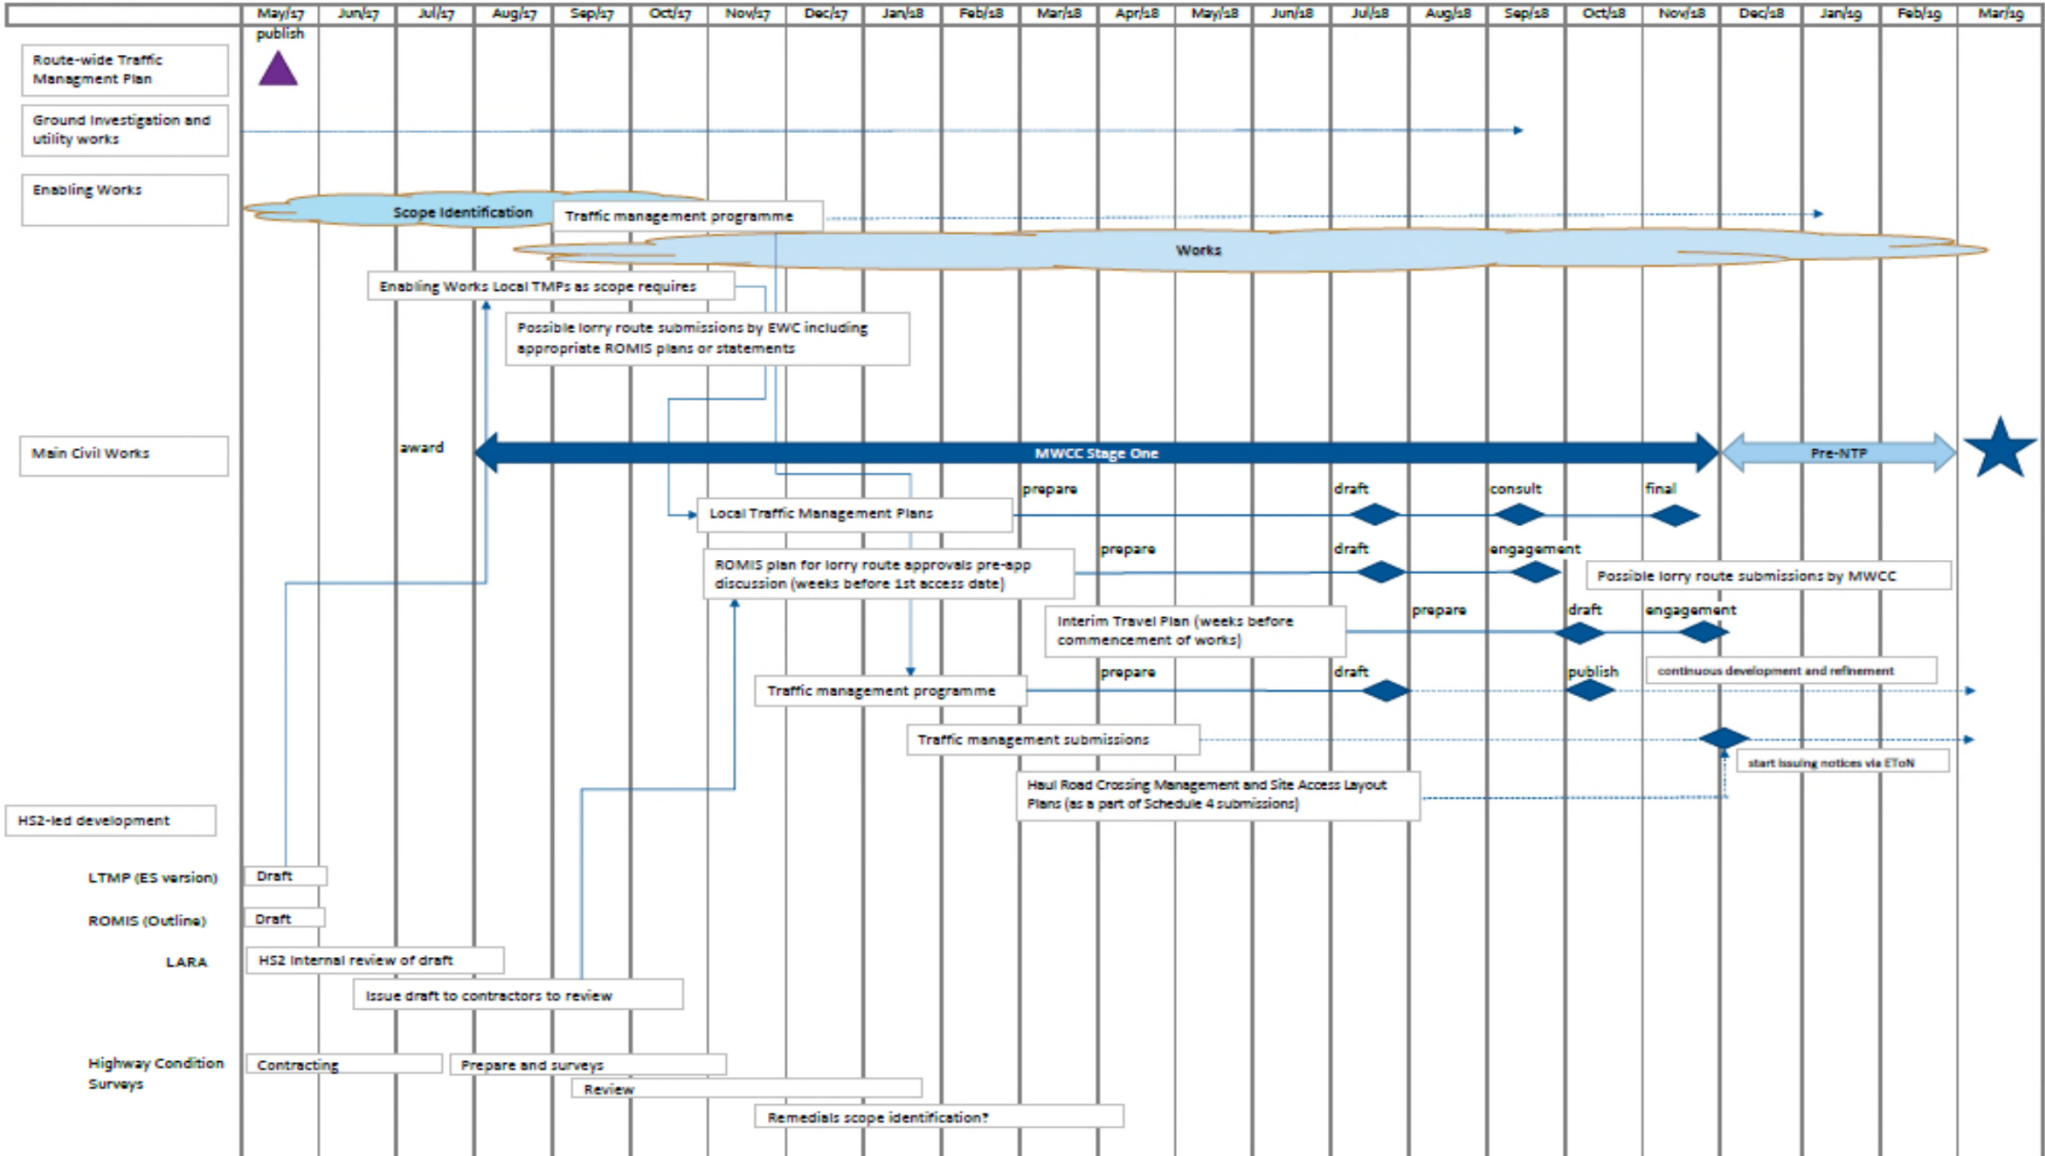 May/17 Jun/17 Jul/17 Aug/17 Sep/17 Oct/17 Nov/17 Dec/17 Jan/18 Feb/18 Mar/18 Apr/18 May/18 Jun/18 Jul/18 Aug/18 Sep/18 Oct/18 Nov/18 Dec/18 Jan/19 Feb/19 Mar/19
publish
Route-wide Traffic
Managment Plan
Ground Investigation and
utility works
Enabling Works
Scope Identification
Traffic management programme
Works
Enabling Works Local TMPs as scope requires
Possible lorry route submissions by EWC including
appropriate ROMIS plans or statements
Main Civil Works
award
MWCC Stage One
Pre-NTP
prepare draft consult final
Local Traffic Management Plans
prepare draft engagement
ROMIS plan for lorry route approvals pre-app
discussion (weeks before 1st access date)
Possible lorry route submissions by MWCC
prepare draft engagement
Interim Travel Plan (weeks before
commencement of works)
prepare draft publish
continuous development and refinement
Traffic management programme
Traffic management submissions
start issuing notices via EToN
Haul Road Crossing Management and Site Access Layout
Plans (as a part of Schedule 4 submissions)
HS2-led development
LTMP (ES version)
Draft
ROMIS (Outline)
Draft
LARA
HS2 Internal review of draft
Issue draft to contractors to review
Highway Condition
Surveys
Contracting
Prepare and surveys
Review
Remedials scope identification?